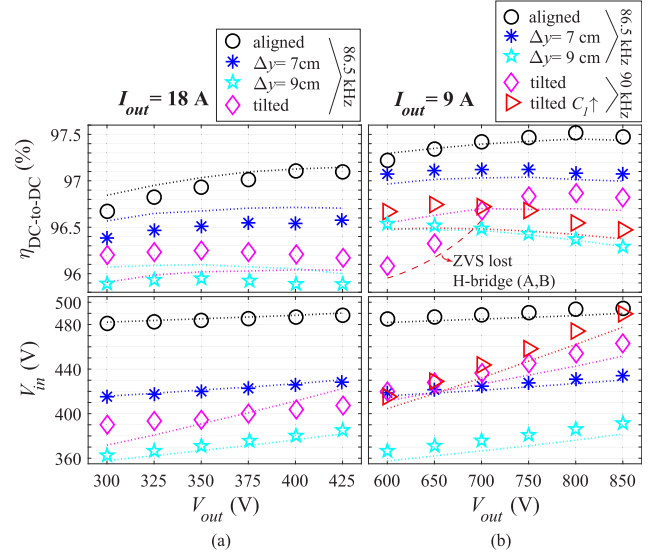 aligned
Δy= 7cm
Δy= 9cm
tilted
86.5 kHz
I_out = 18 A
aligned
Δy= 7 cm
Δy= 9 cm
tilted
tilted C_1↑
86.5 kHz
90 kHz
I_out = 9 A
η_DC-to-DC (%)
97.5
97
96.5
96
ZVS lost
H-bridge (A,B)
V_in (V)
500
480
440
400
360
300 325 350 375 400 425
600 650 700 750 800 850
V_out (V)
V_out (V)
(a)
(b)